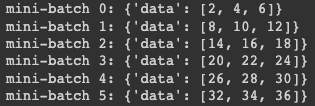 mini-batch 0: {'data': [2, 4, 6]}
mini-batch 1: {'data': [8, 10, 12]}
mini-batch 2: {'data': [14, 16, 18]}
mini-batch 3: {'data': [20, 22, 24]}
mini-batch 4: {'data': [26, 28, 30]}
mini-batch 5: {'data': [32, 34, 36]}